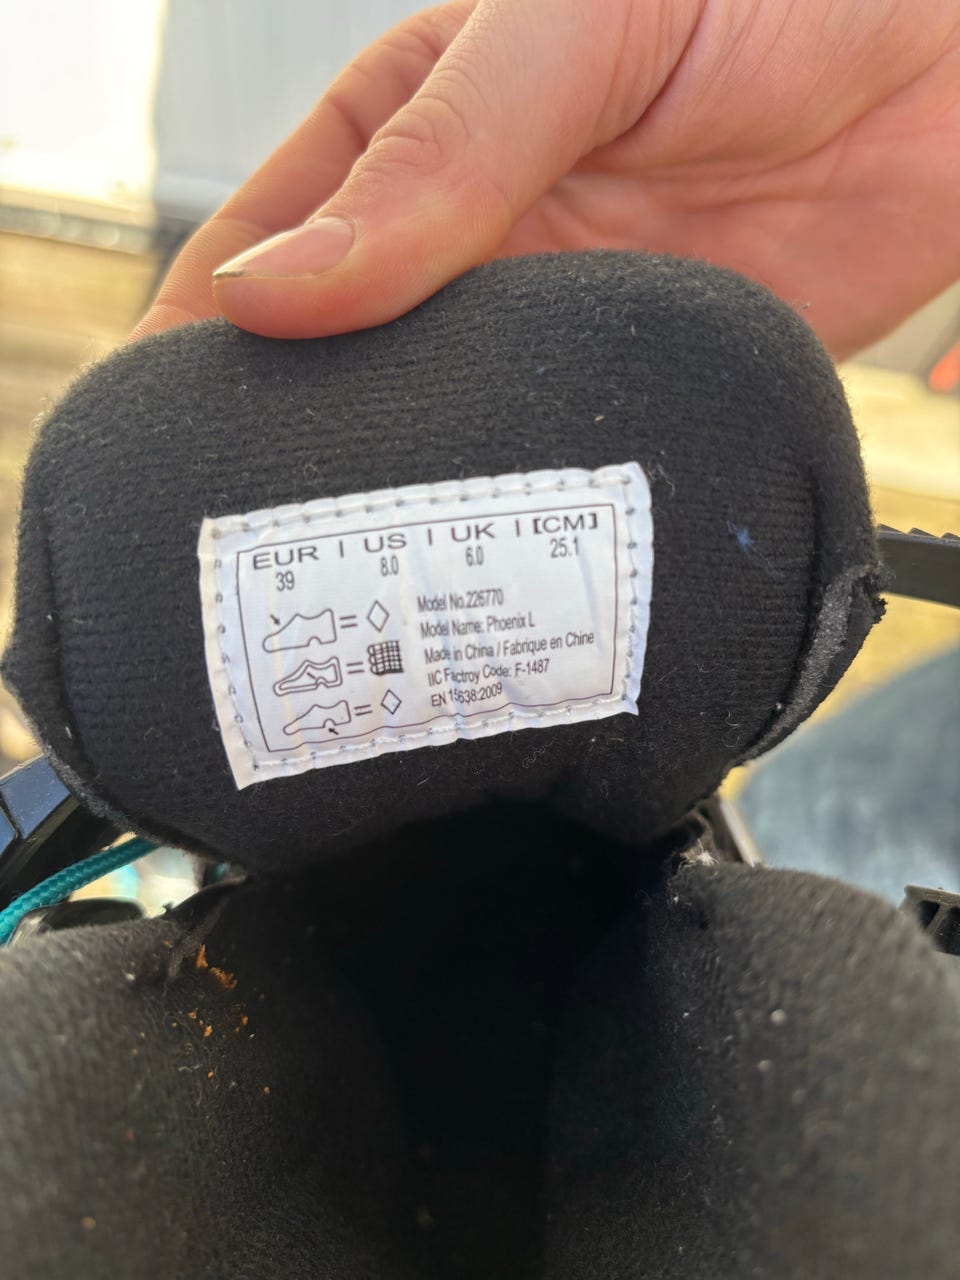 EUR | US | UK | [CM]
39 8.0 6.0 25.1
Model No.226770
Model Name: Phoenix L
Made in China / Fabrique en Chine
IIC Factroy Code: F-1487
EN 15638:2009